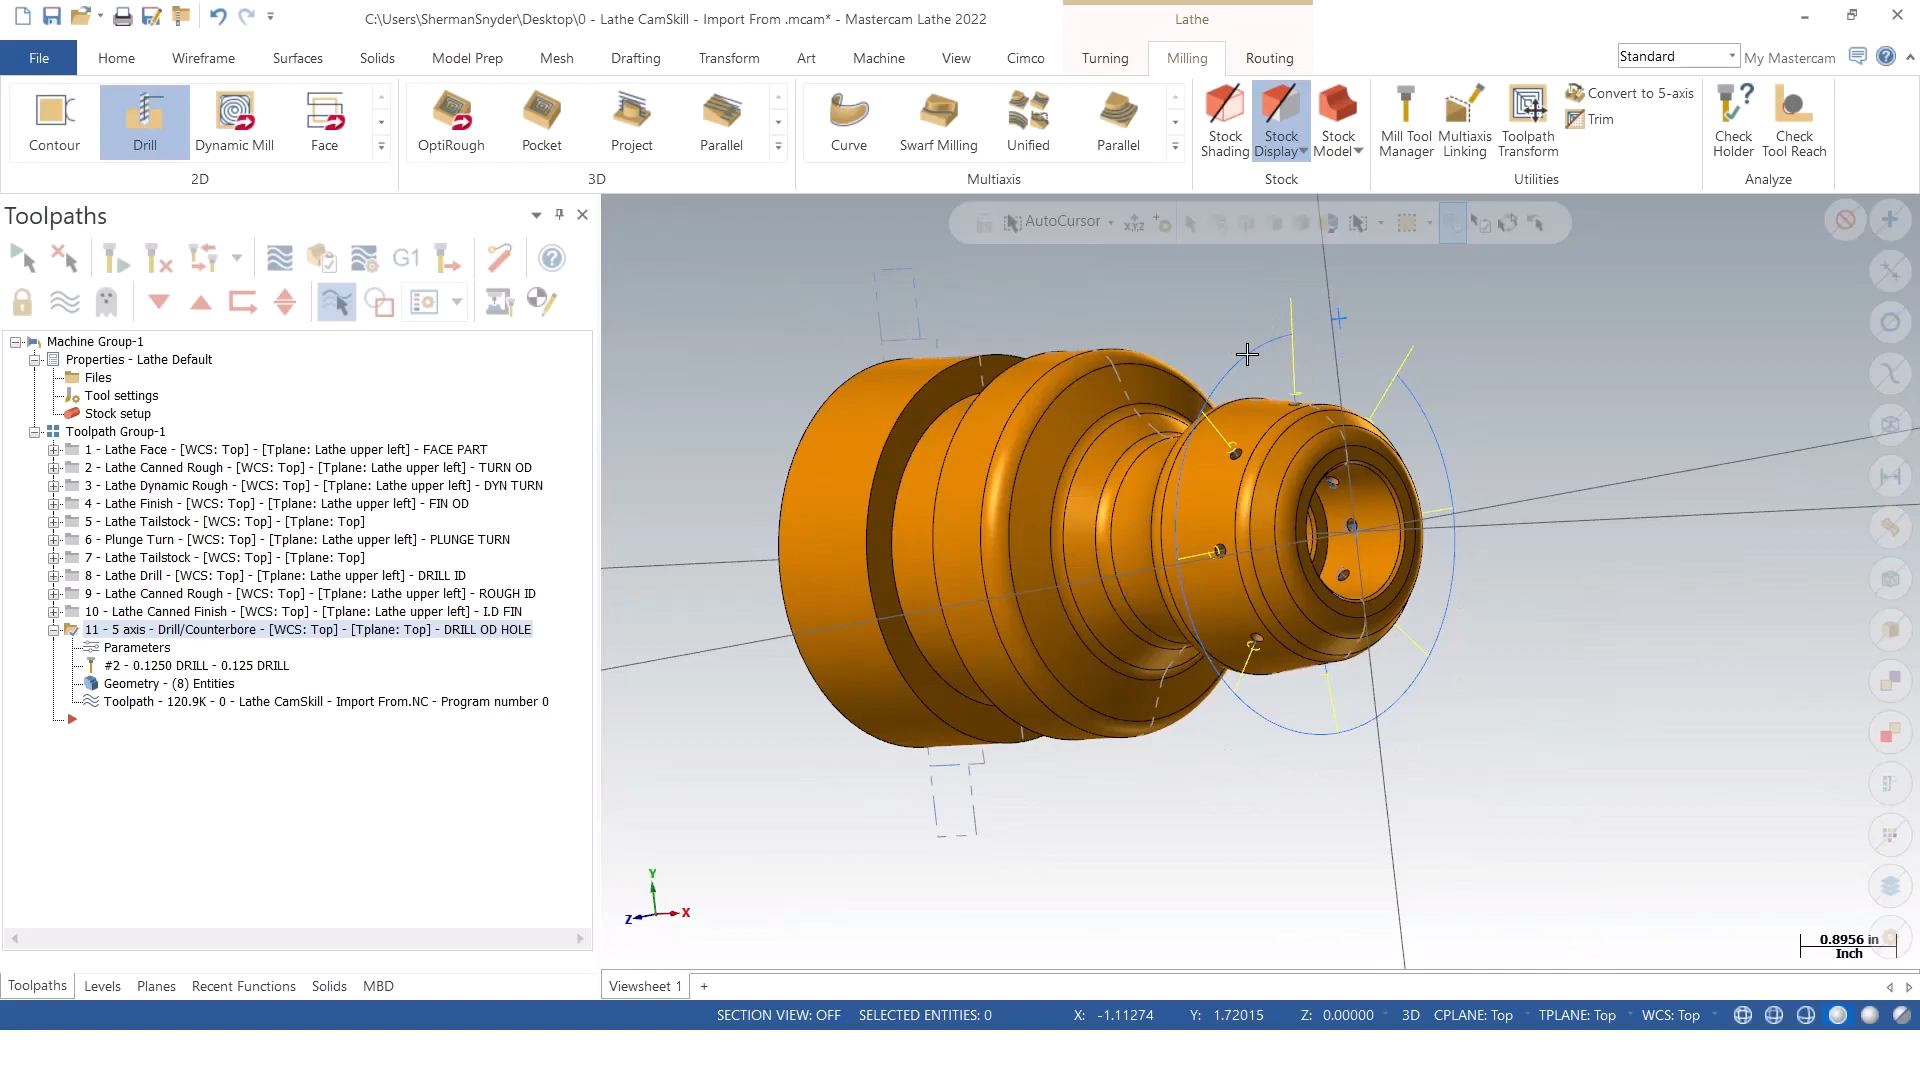 C:\Users\ShermanSnyder\Desktop\0 - Lathe CamSkill - Import From .mcam* - Mastercam Lathe 2022
Lathe
File Home Wireframe Surfaces Solids Model Prep Mesh Drafting Transform Art Machine View Cimco Turning Milling Routing Standard My Mastercam
Contour Drill Dynamic Mill Face OptiRough Pocket Project Parallel Curve Swarf Milling Unified Parallel
Stock Shading
Stock Display
Stock Model
Mill Tool Manager
Multiaxis Linking
Toolpath Transform
Convert to 5-axis
Trim
Check Holder
Check Tool Reach
2D 3D Multiaxis Stock Utilities Analyze
Toolpaths
AutoCursor
XYZ
G1
Machine Group-1
Properties - Lathe Default
Files
Tool settings
Stock setup
Toolpath Group-1
1 - Lathe Face - [WCS: Top] - [Tplane: Lathe upper left] - FACE PART
2 - Lathe Canned Rough - [WCS: Top] - [Tplane: Lathe upper left] - TURN OD
3 - Lathe Dynamic Rough - [WCS: Top] - [Tplane: Lathe upper left] - DYN TURN
4 - Lathe Finish - [WCS: Top] - [Tplane: Lathe upper left] - FIN OD
5 - Lathe Tailstock - [WCS: Top] - [Tplane: Top]
6 - Plunge Turn - [WCS: Top] - [Tplane: Lathe upper left] - PLUNGE TURN
7 - Lathe Tailstock - [WCS: Top] - [Tplane: Top]
8 - Lathe Drill - [WCS: Top] - [Tplane: Lathe upper left] - DRILL ID
9 - Lathe Canned Rough - [WCS: Top] - [Tplane: Lathe upper left] - ROUGH ID
10 - Lathe Canned Finish - [WCS: Top] - [Tplane: Lathe upper left] - I.D FIN
11 - 5 axis - Drill/Counterbore - [WCS: Top] - [Tplane: Top] - DRILL OD HOLE
Parameters
#2 - 0.1250 DRILL - 0.125 DRILL
Geometry - (8) Entities
Toolpath - 120.9K - 0 - Lathe CamSkill - Import From.NC - Program number 0
Y
Z X
0.8956 in
Inch
Toolpaths Levels Planes Recent Functions Solids MBD Viewsheet 1 +
SECTION VIEW: OFF SELECTED ENTITIES: 0 X: -1.11274 Y: 1.72015 Z: 0.00000 3D CPLANE: Top TPLANE: Top WCS: Top